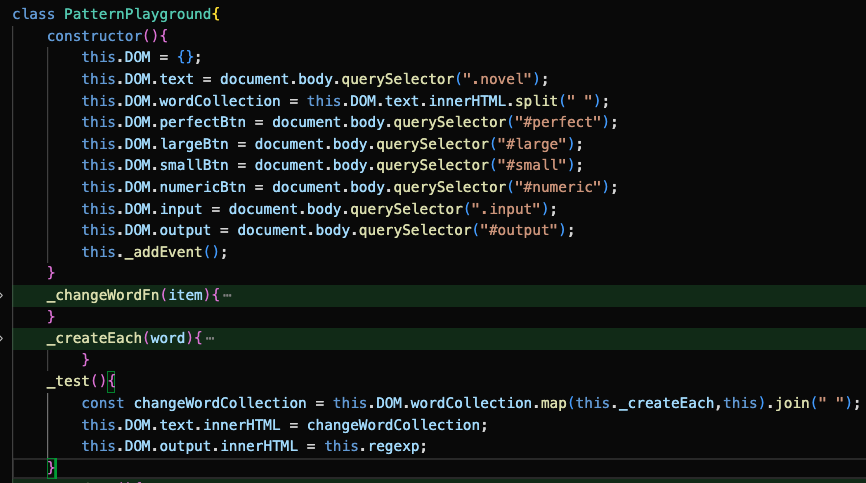 class PatternPlayground{
constructor(){
this.DOM = {};
this.DOM.text = document.body.querySelector(".novel");
this.DOM.wordCollection = this.DOM.text.innerHTML.split(" ");
this.DOM.perfectBtn = document.body.querySelector("#perfect");
this.DOM.largeBtn = document.body.querySelector("#large");
this.DOM.smallBtn = document.body.querySelector("#small");
this.DOM.numericBtn = document.body.querySelector("#numeric");
this.DOM.input = document.body.querySelector(".input");
this.DOM.output = document.body.querySelector("#output");
this._addEvent();
}
_changeWordFn(item){⋯
}
_createEach(word){⋯
}
_test(){
const changeWordCollection = this.DOM.wordCollection.map(this._createEach,this).join(" ");
this.DOM.text.innerHTML = changeWordCollection;
this.DOM.output.innerHTML = this.regexp;
}